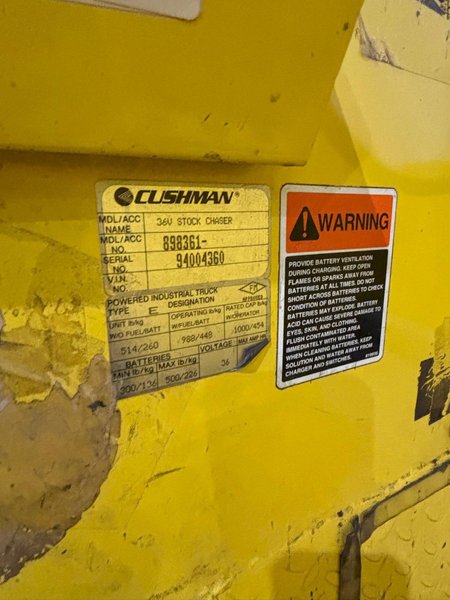 CUSHMAN®
MDL/ACC NAME 36V STOCK CHASER
MDL/ACC NO. 898361-
SERIAL NO. 94004360
V.I.N.
POWERED INDUSTRIAL TRUCK
TYPE E DESIGNATION
FM APPROVED
UNIT lb/kg W/O FUEL/BATT OPERATING lb/kg W/FUEL/BATT RATED CAP lb/kg W/OPERATOR
514/260 988/448 1000/454
BATTERIES VOLTAGE MAX AMP HR
MIN lb/kg MAX lb/kg 36
300/136 500/226
WARNING
PROVIDE BATTERY VENTILATION
DURING CHARGING. KEEP OPEN
FLAMES OR SPARKS AWAY FROM
BATTERIES AT ALL TIMES. DO NOT
SHORT ACROSS BATTERIES TO CHECK
CONDITION OF BATTERIES.
BATTERIES MAY EXPLODE. BATTERY
ACID CAN CAUSE SEVERE DAMAGE TO
EYES, SKIN, AND CLOTHING.
FLUSH CONTAMINATED AREA
IMMEDIATELY WITH WATER.
WHEN CLEANING BATTERIES, KEEP
SOLUTION AND WATER AWAY FROM
CHARGER AND SWITCHES.